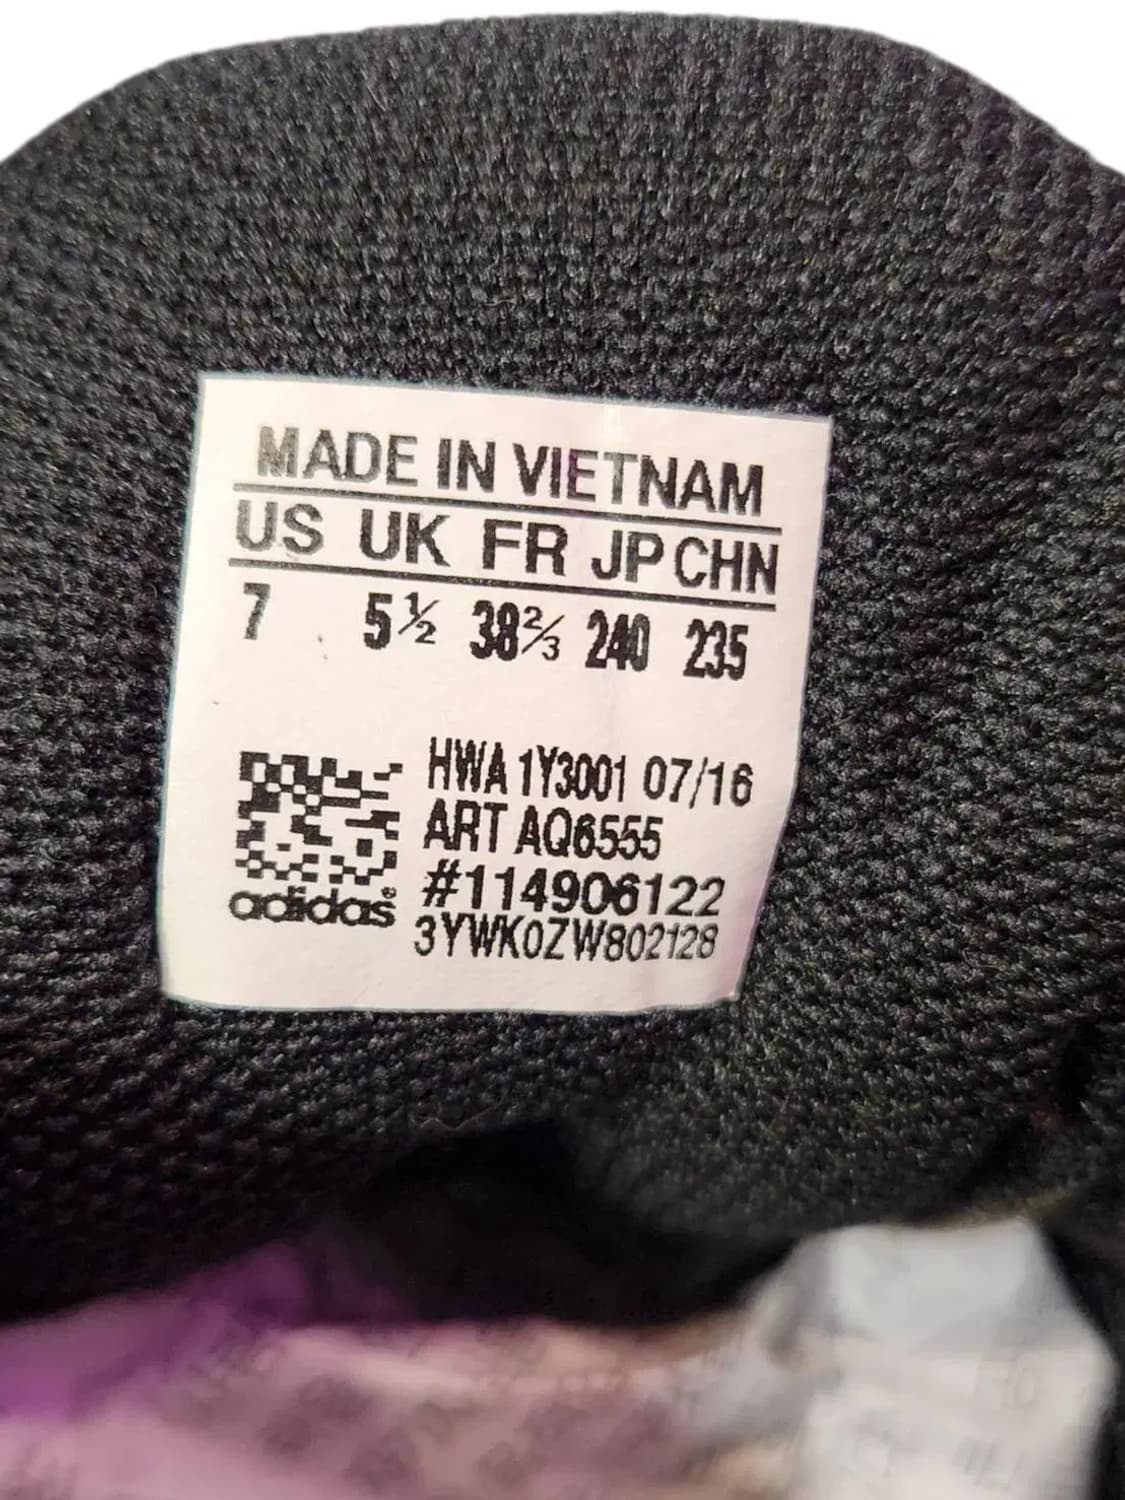 MADE IN VIETNAM
US UK FR JP CHN
7 5½ 38⅔ 240 235
HWA 1Y3001 07/16
ART AQ6555
#114906122
3YWK0ZW802128
adidas®